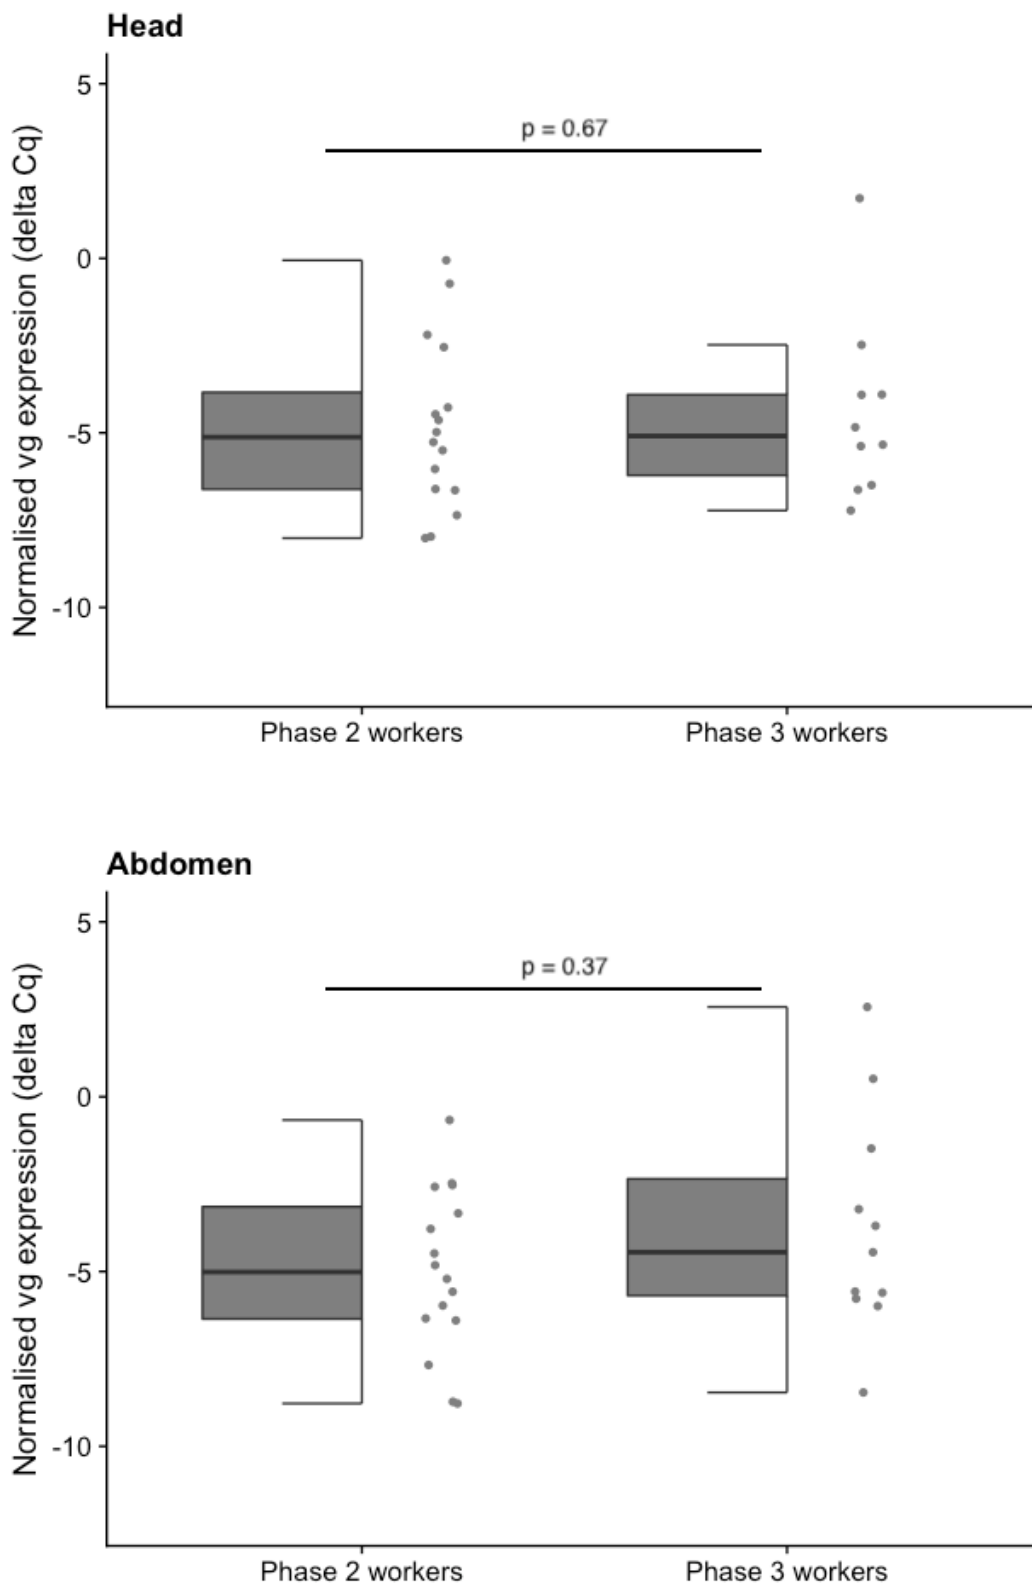 Head
Normalised vg expression (delta Cq)
5
0
-5
-10
p = 0.67
Phase 2 workers
Phase 3 workers
Abdomen
Normalised vg expression (delta Cq)
5
0
-5
-10
p = 0.37
Phase 2 workers
Phase 3 workers